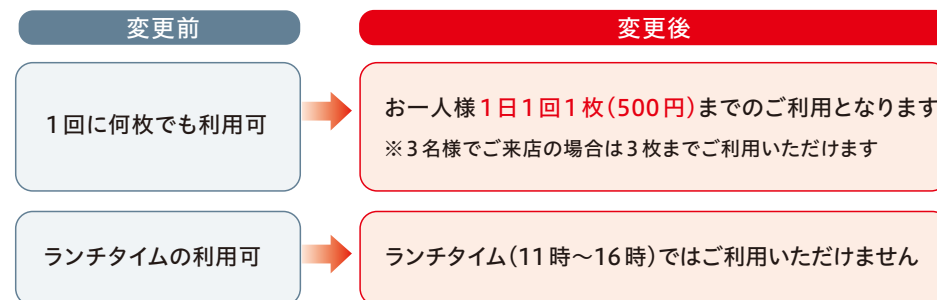 変更前
変更後
1回に何枚でも利用可
お一人様1日1回1枚(500円)までのご利用となります
※3名様でご来店の場合は3枚までご利用いただけます
ランチタイムの利用可
ランチタイム(11時～16時)ではご利用いただけません